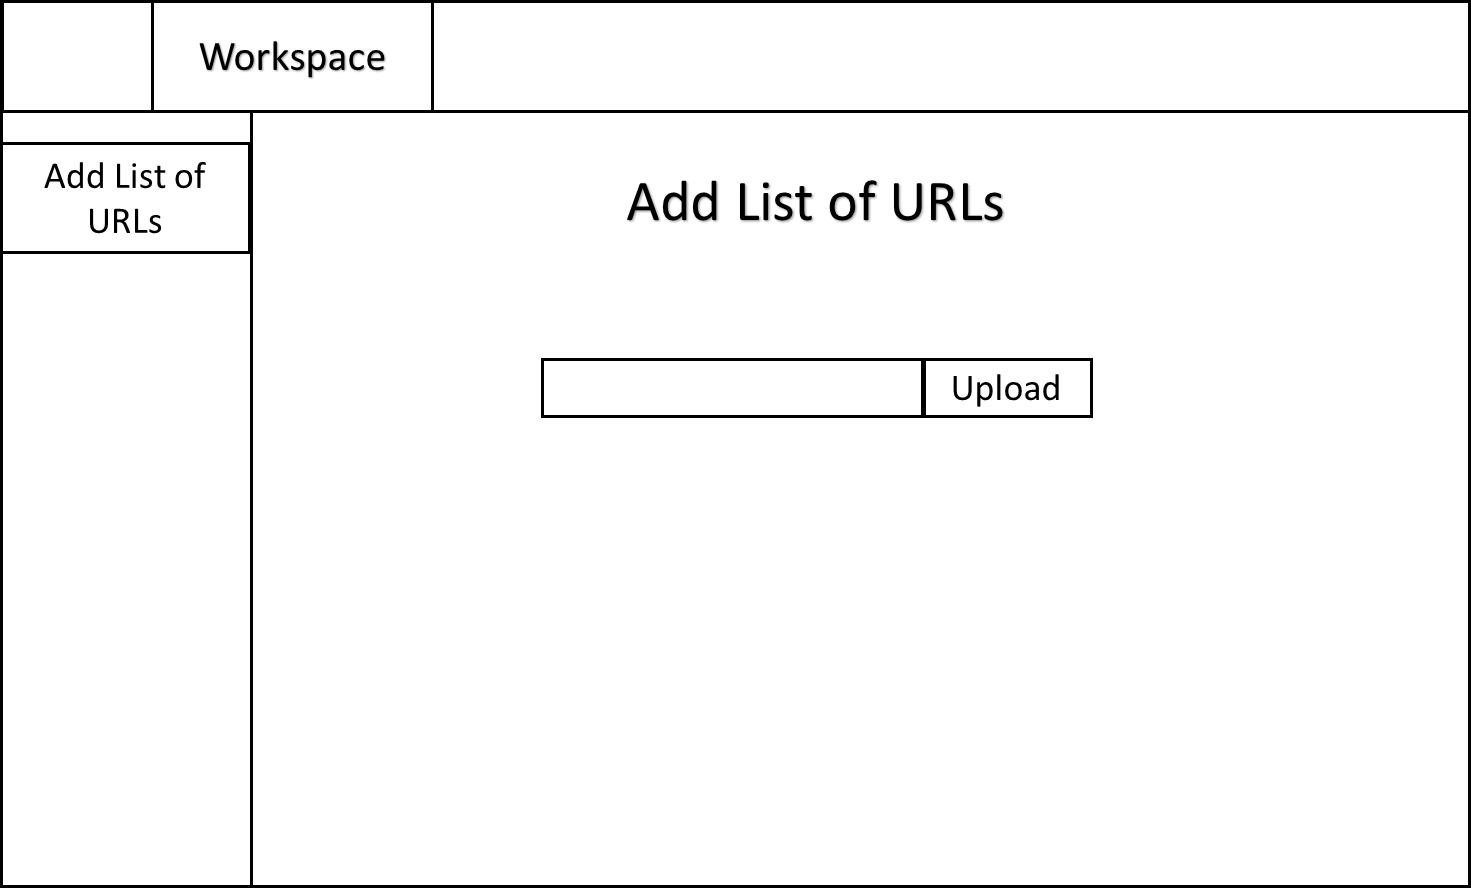 Workspace
Add List of
URLs
Add List of URLs
Upload